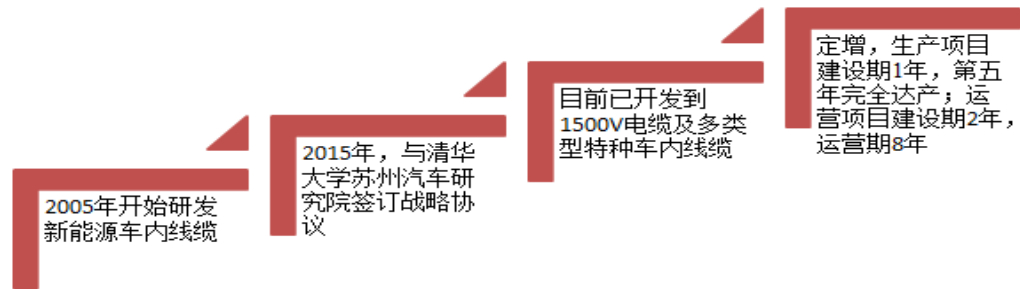 2005年开始研发
新能源车内线缆
2015年，与清华
大学苏州汽车研
究院签订战略协
议
目前已开发到
1500V电缆及多类
型特种车内线缆
定增，生产项目
建设期1年，第五
年完全达产；运
营项目建设期2年，
运营期8年